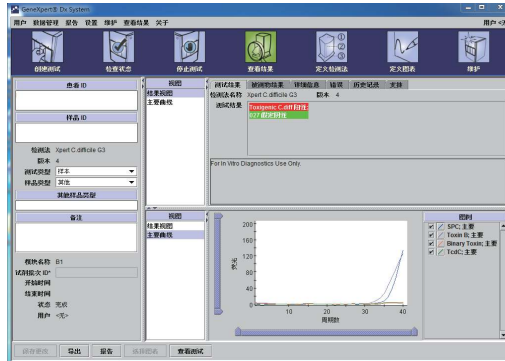 GeneXpert® Dx System
用户 数据管理 报告 设置 维护 查看结果 关于
用户 <无>
创建测试 检查状态 停止测试 查看结果 定义检测法 定义图表 维护
患者 ID
样品 ID
检测法 Xpert C.difficile G3
版本 4
测试类型 样本
样品类型 其他
其他样品类型
备注
模块名称 B1
试剂批次 ID*
开始时间
结束时间
状态 完成
用户 <无>
视图
结果视图
主要曲线
测试结果 被测物结果 详细信息 错误 历史记录 支持
检测法名称 Xpert C.difficile G3 版本 4
测试结果
Toxigenic C.diff 阳性;
027 假定阴性
For In Vitro Diagnostics Use Only.
视图
结果视图
主要曲线
荧光
200
160
120
80
40
0
10 20 30 40
周期数
图例
SPC; 主要
Toxin B; 主要
Binary Toxin; 主要
TcdC; 主要
保存更改 导出 报告 查看测试